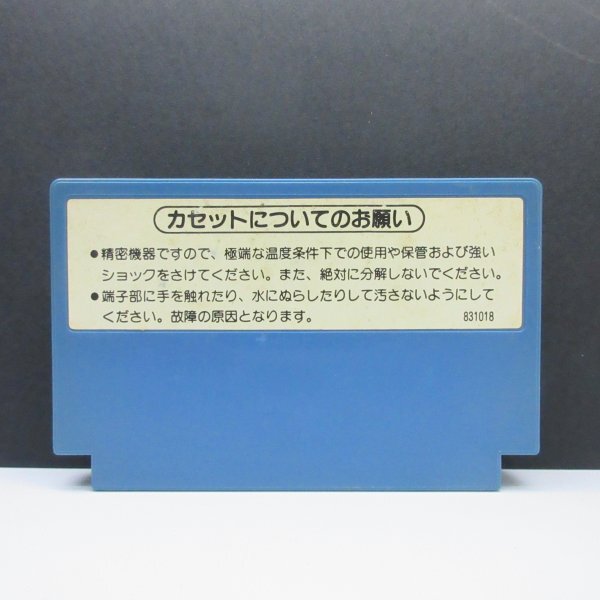 カセットについてのお願い
●精密機器ですので、極端な温度条件下での使用や保管および強い
ショックをさけてください。また、絶対に分解しないでください。
●端子部に手を触れたり、水にぬらしたりして汚さないようにして
ください。故障の原因となります。
831018